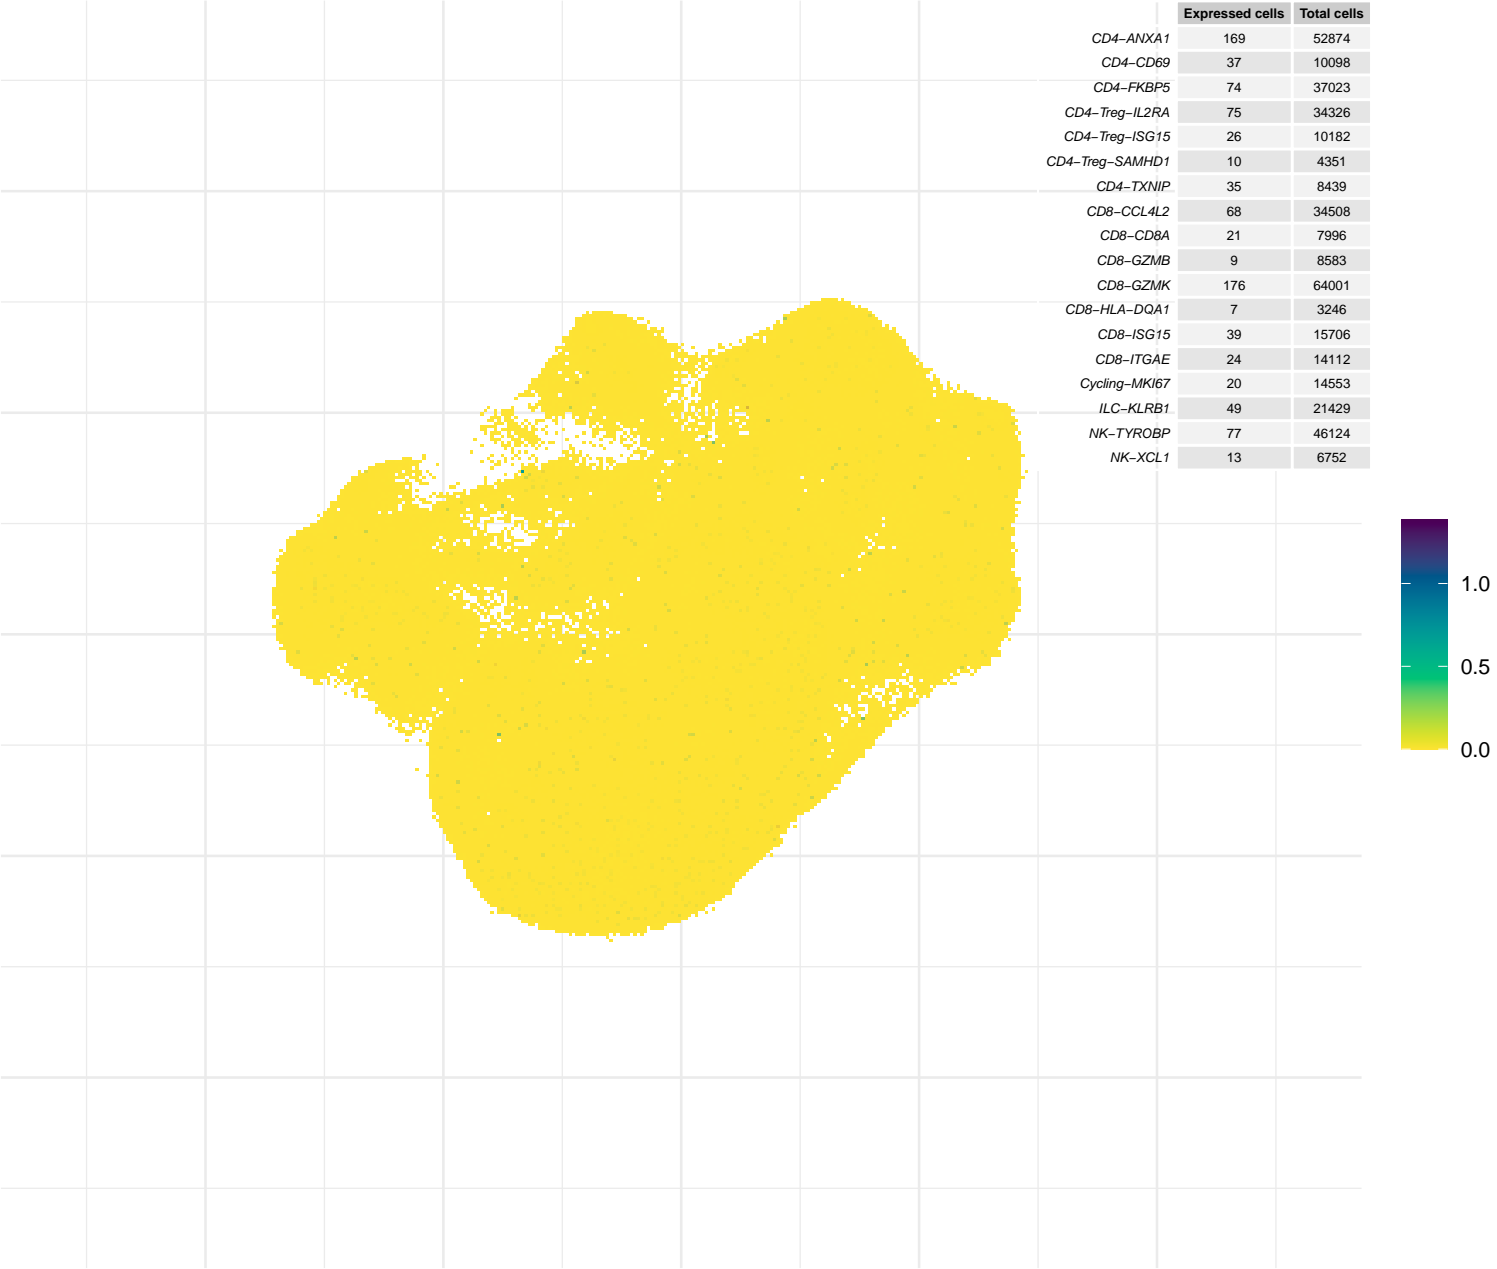 Expressed cells Total cells
CD4−ANXA1 169 52874
CD4−CD69 37 10098
CD4−FKBP5 74 37023
CD4−Treg−IL2RA 75 34326
CD4−Treg−ISG15 26 10182
CD4−Treg−SAMHD1 10 4351
CD4−TXNIP 35 8439
CD8−CCL4L2 68 34508
CD8−CD8A 21 7996
CD8−GZMB 9 8583
CD8−GZMK 176 64001
CD8−HLA−DQA1 7 3246
CD8−ISG15 39 15706
CD8−ITGAE 24 14112
Cycling−MKI67 20 14553
ILC−KLRB1 49 21429
NK−TYROBP 77 46124
NK−XCL1 13 6752
1.0
0.5
0.0